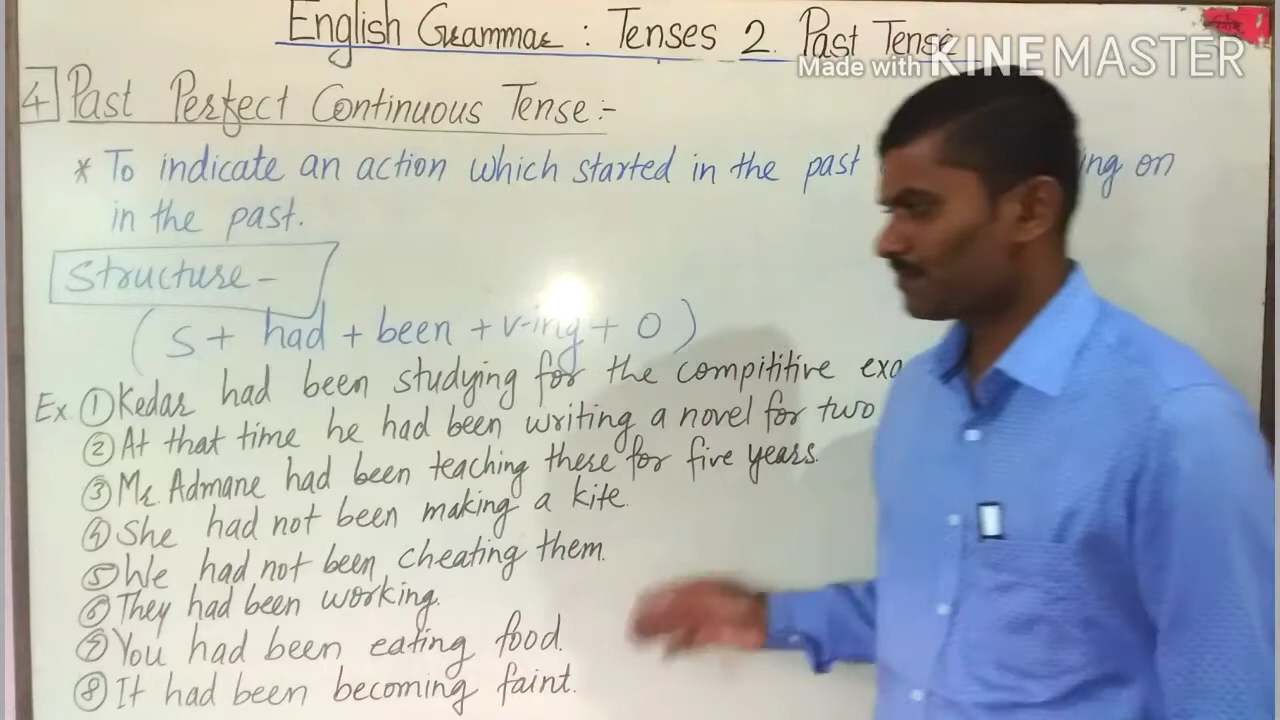 English Grammar : Tenses 2. Past Tense
Made with KINEMASTER
4 Past Perfect Continuous Tense:-
* To indicate an action which started in the past ing on
in the past.
Structure -
( S + had + been + v-ing + O )
Ex ① Kedar had been studying for the compititive exa
② At that time he had been writing a novel for two
③ Mr. Admane had been teaching there for five years.
④ She had not been making a kite.
⑤ We had not been cheating them.
⑥ They had been working.
⑦ You had been eating food.
⑧ It had been becoming faint.